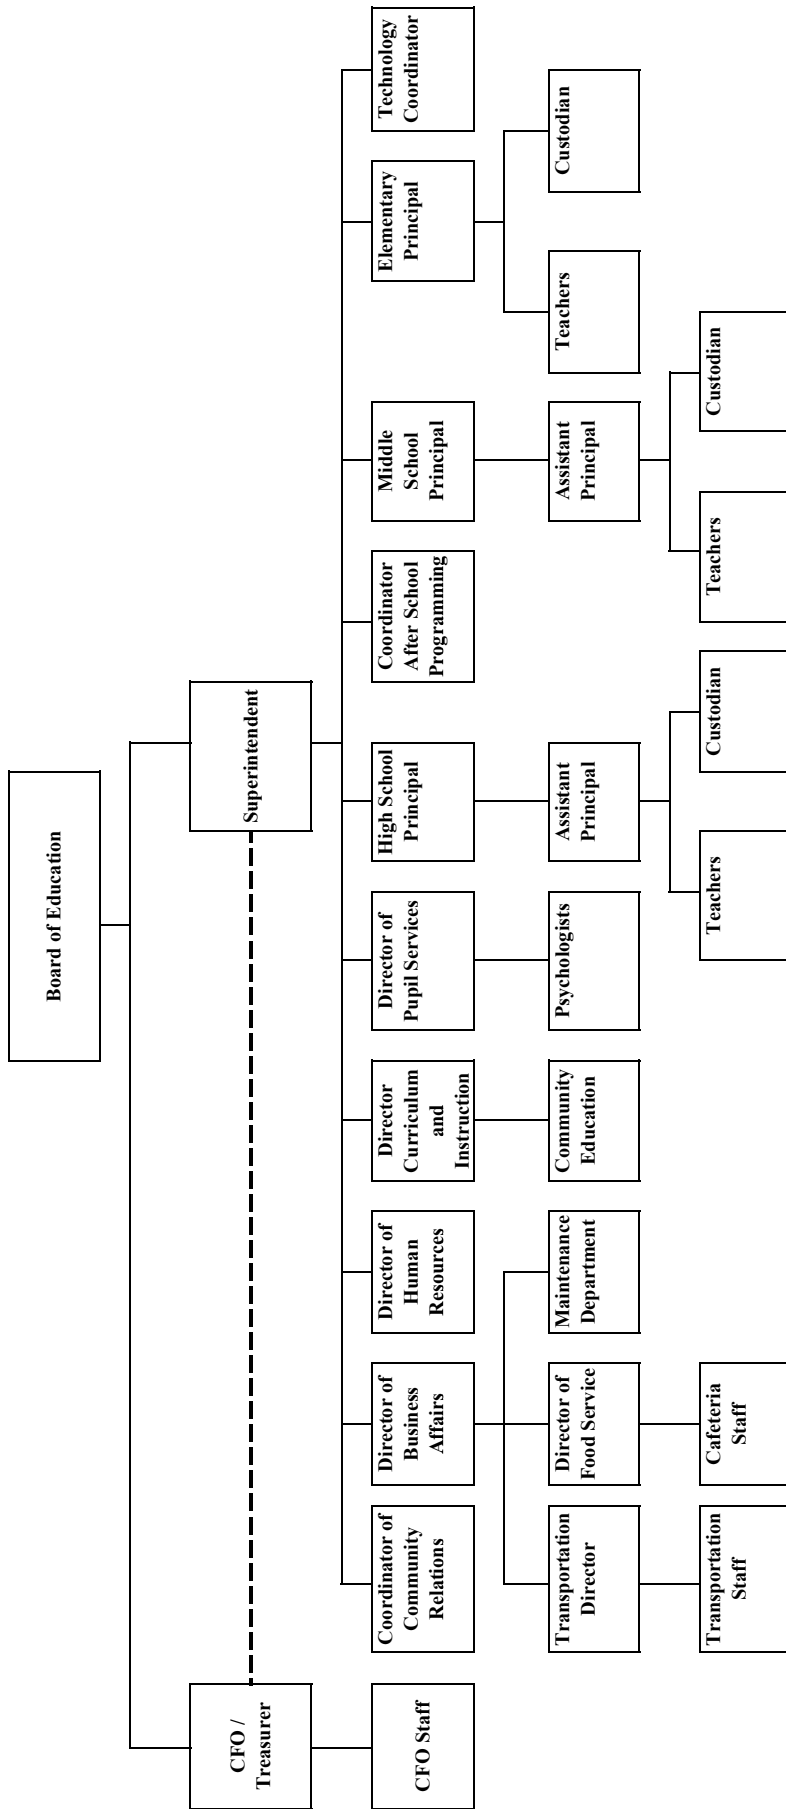 Board of Education
CFO /
Treasurer
Superintendent
CFO Staff
Coordinator of
Community
Relations
Director of
Business
Affairs
Director of
Human
Resources
Director
Curriculum
and
Instruction
Director of
Pupil Services
High School
Principal
Coordinator
After School
Programming
Middle
School
Principal
Elementary
Principal
Technology
Coordinator
Transportation
Director
Director of
Food Service
Maintenance
Department
Community
Education
Psychologists
Assistant
Principal
Assistant
Principal
Teachers
Custodian
Transportation
Staff
Cafeteria
Staff
Teachers
Custodian
Teachers
Custodian